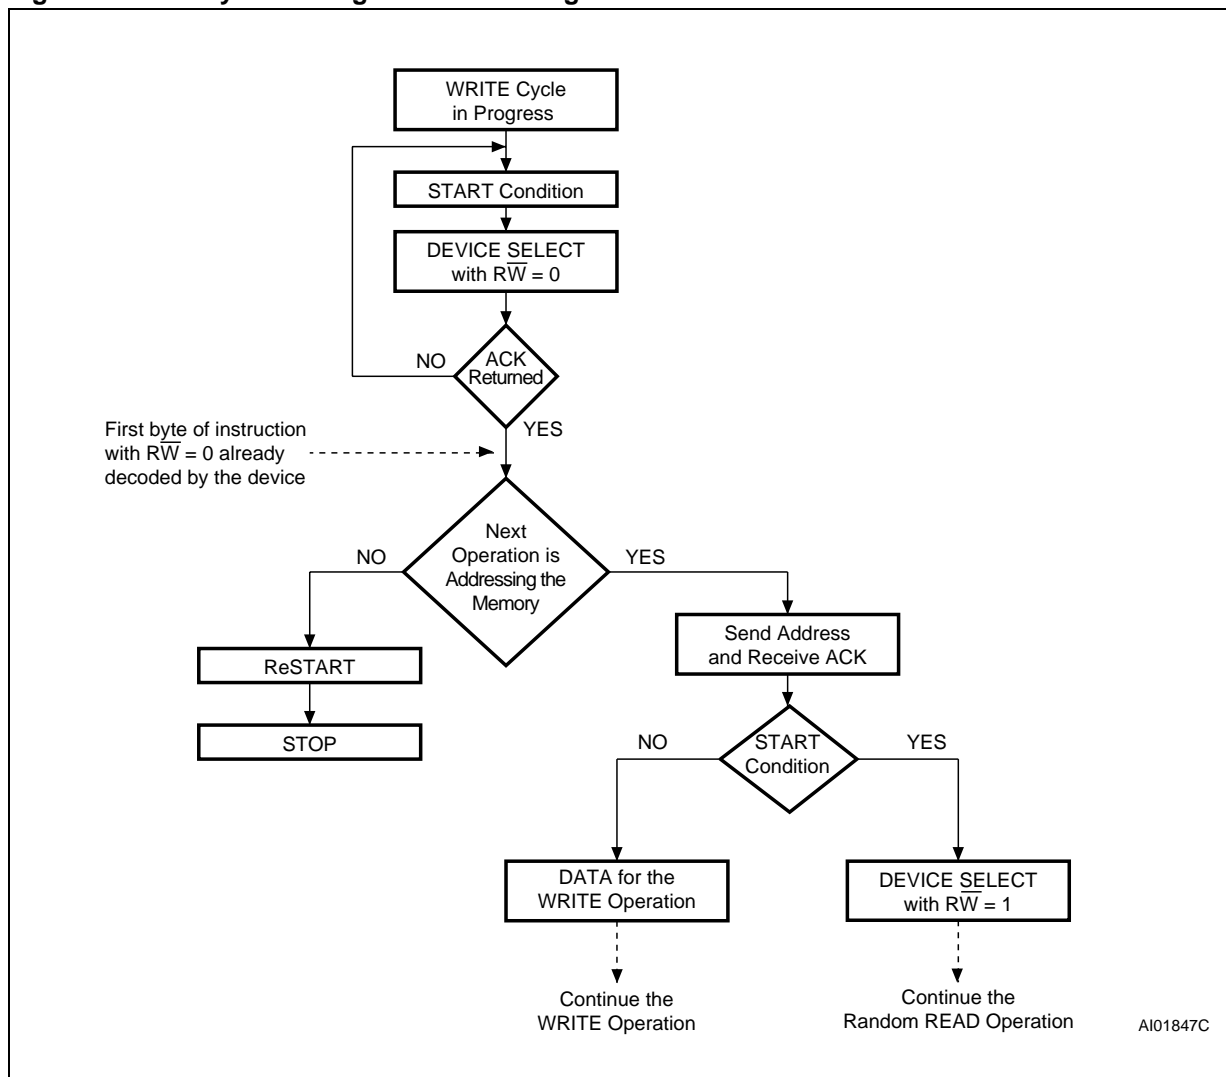 WRITE Cycle
in Progress
START Condition
DEVICE SELECT
with RW̅ = 0
ACK
Returned
NO
YES
First byte of instruction
with RW̅ = 0 already
decoded by the device
Next
Operation is
Addressing the
Memory
NO
YES
Send Address
and Receive ACK
ReSTART
STOP
START
Condition
NO
YES
DATA for the
WRITE Operation
DEVICE SELECT
with RW̅ = 1
Continue the
WRITE Operation
Continue the
Random READ Operation
AI01847C